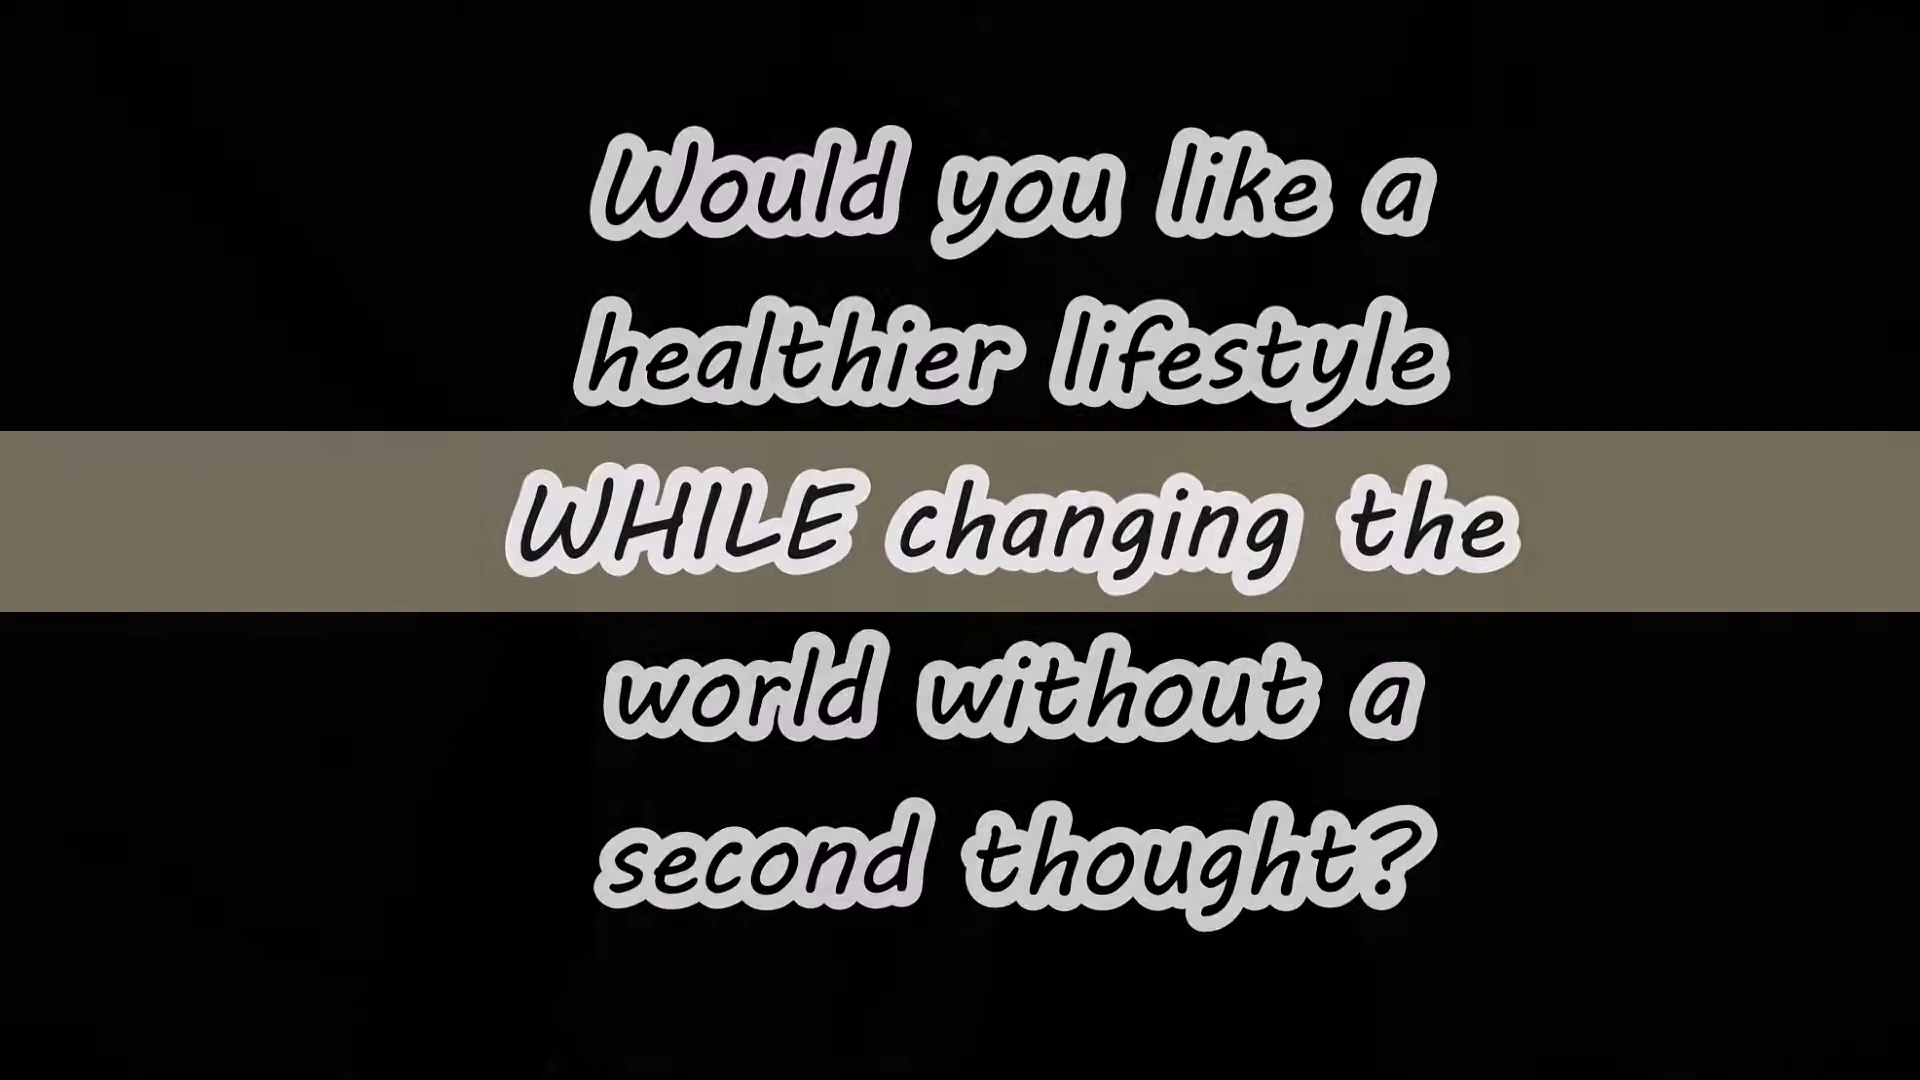 Would you like a
healthier lifestyle
WHILE changing the
world without a
second thought?